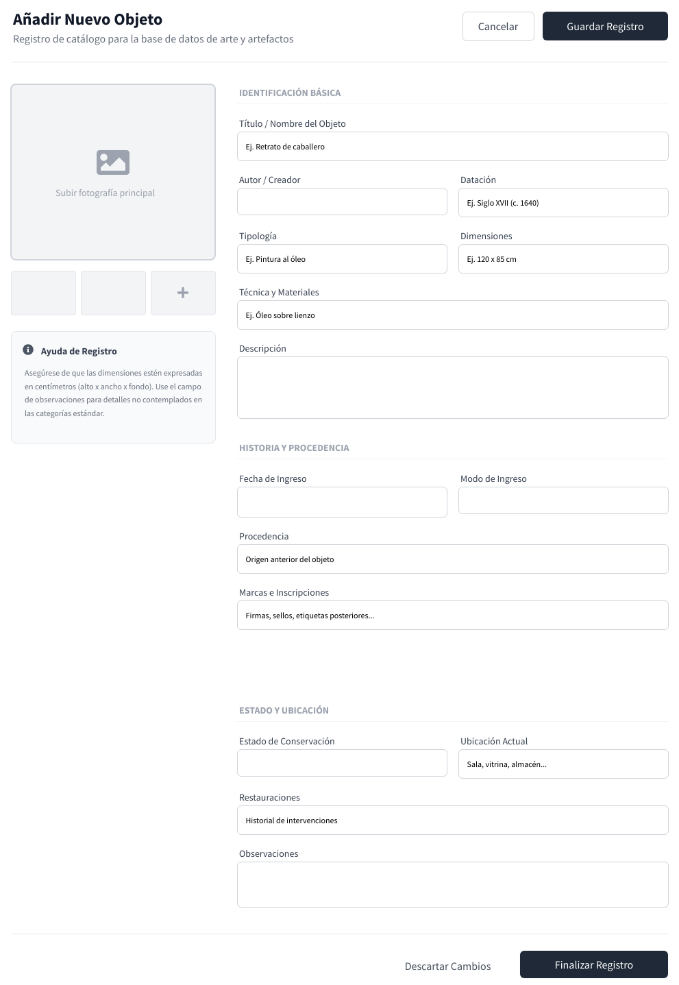 Añadir Nuevo Objeto
Registro de catálogo para la base de datos de arte y artefactos
Cancelar
Guardar Registro
Subir fotografía principal
Ayuda de Registro
Asegúrese de que las dimensiones estén expresadas
en centímetros (alto x ancho x fondo). Use el campo
de observaciones para detalles no contemplados en
las categorías estándar.
IDENTIFICACIÓN BÁSICA
Título / Nombre del Objeto
Ej. Retrato de caballero
Autor / Creador
Datación
Ej. Siglo XVII (c. 1640)
Tipología
Dimensiones
Ej. Pintura al óleo
Ej. 120 x 85 cm
Técnica y Materiales
Ej. Óleo sobre lienzo
Descripción
HISTORIA Y PROCEDENCIA
Fecha de Ingreso
Modo de Ingreso
Procedencia
Origen anterior del objeto
Marcas e Inscripciones
Firmas, sellos, etiquetas posteriores...
ESTADO Y UBICACIÓN
Estado de Conservación
Ubicación Actual
Sala, vitrina, almacén...
Restauraciones
Historial de intervenciones
Observaciones
Descartar Cambios
Finalizar Registro